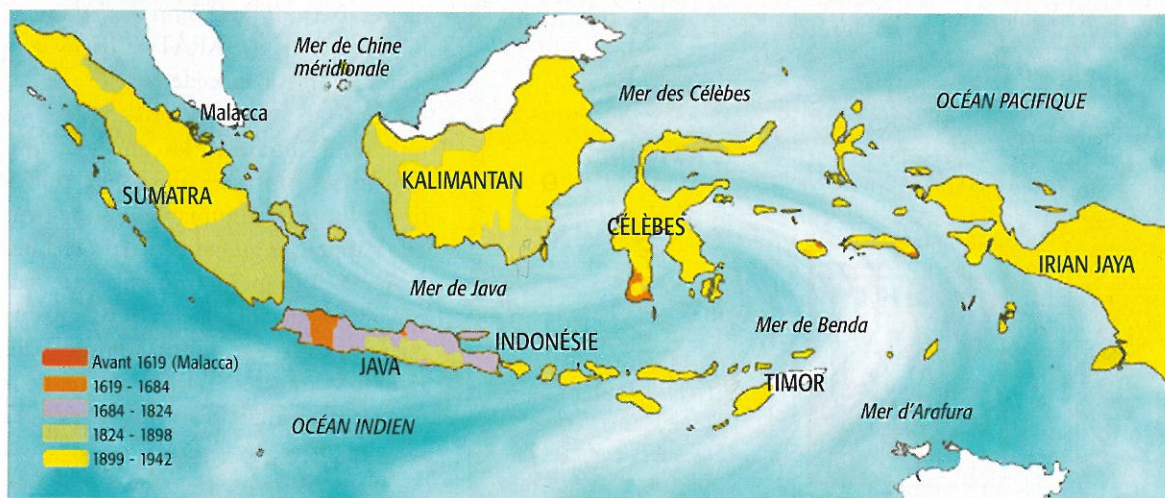 Mer de Chine
méridionale
Malacca
Mer des Célèbes
OCÉAN PACIFIQUE
SUMATRA
KALIMANTAN
CÉLÈBES
IRIAN JAYA
Mer de Java
INDONÉSIE
Mer de Benda
JAVA
TIMOR
Mer d'Arafura
OCÉAN INDIEN
Avant 1619 (Malacca)
1619 - 1684
1684 - 1824
1824 - 1898
1899 - 1942